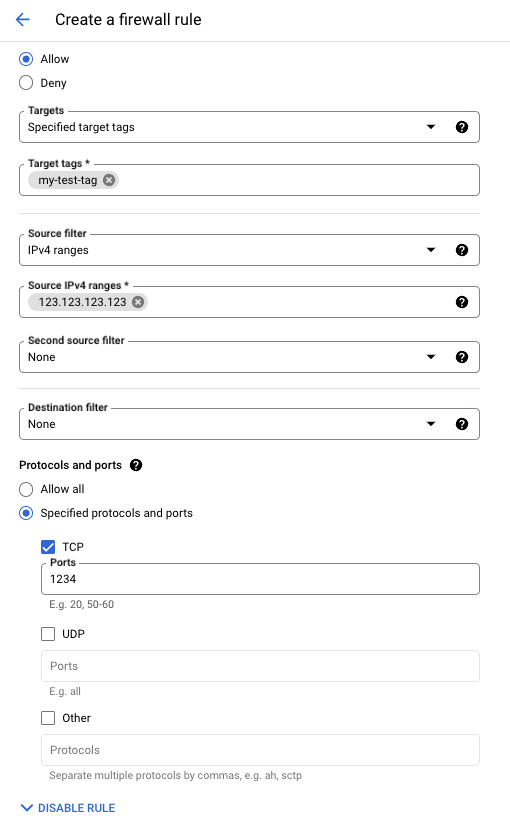 Create a firewall rule
Allow
Deny
Targets
Specified target tags
Target tags *
my-test-tag
Source filter
IPv4 ranges
Source IPv4 ranges *
123.123.123.123
Second source filter
None
Destination filter
None
Protocols and ports
Allow all
Specified protocols and ports
TCP
Ports
1234
E.g. 20, 50-60
UDP
Ports
E.g. all
Other
Protocols
Separate multiple protocols by commas, e.g. ah, sctp
DISABLE RULE